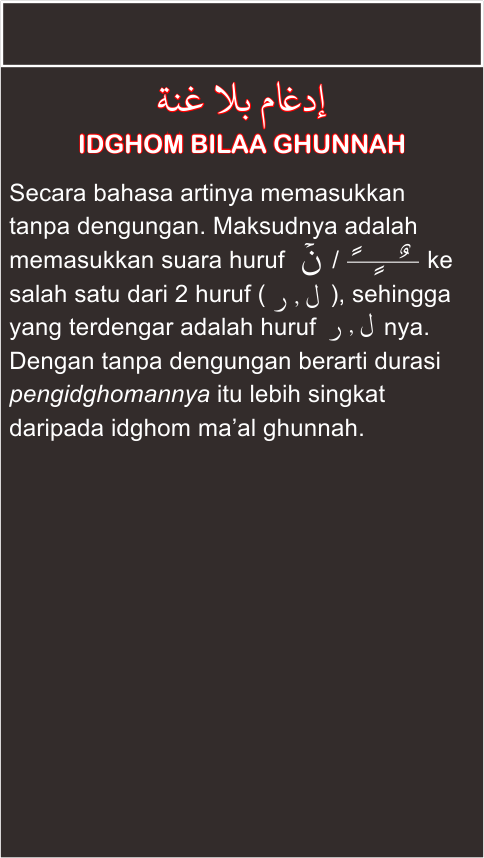 إدغام بلا غنة
IDGHOM BILAA GHUNNAH
Secara bahasa artinya memasukkan
tanpa dengungan. Maksudnya adalah
memasukkan suara huruf نْ / ـًـٍـٌ ke
salah satu dari 2 huruf ( ل , ر ), sehingga
yang terdengar adalah huruf ل , ر nya.
Dengan tanpa dengungan berarti durasi
pengidghomannya itu lebih singkat
daripada idghom ma’al ghunnah.